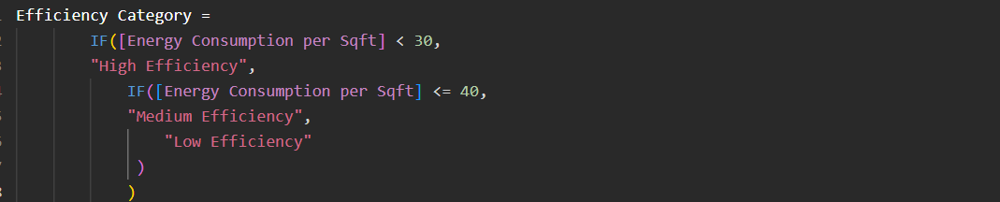 Efficiency Category =
IF([Energy Consumption per Sqft] < 30,
"High Efficiency",
IF([Energy Consumption per Sqft] <= 40,
"Medium Efficiency",
"Low Efficiency"
)
)